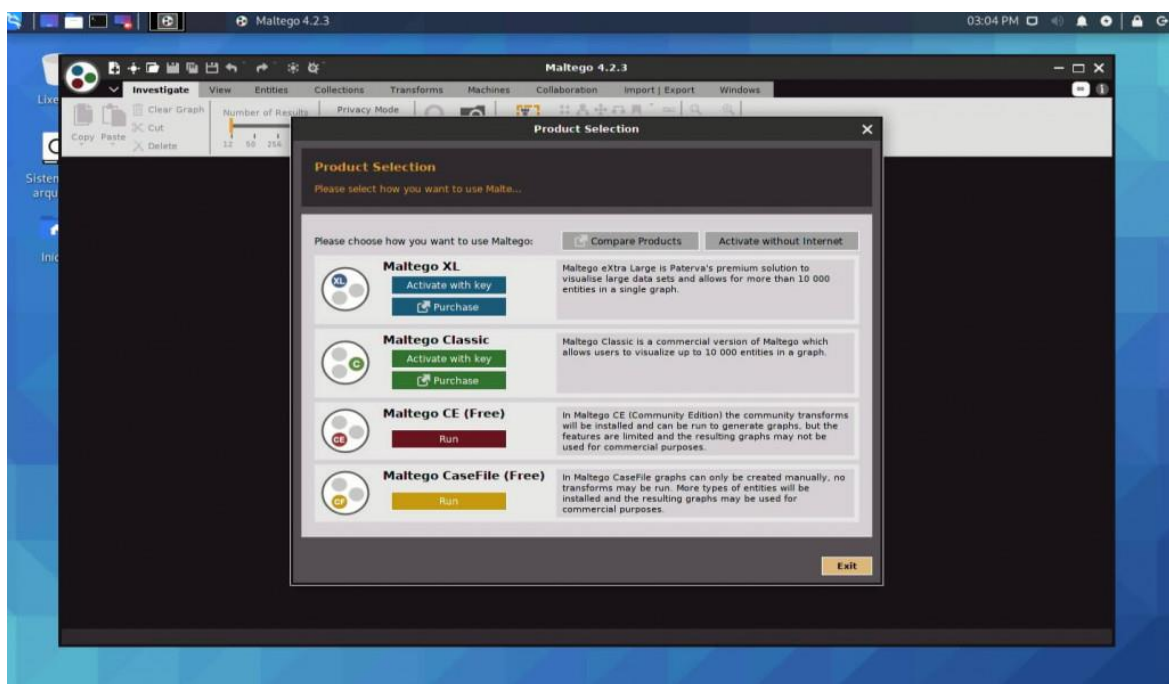 Maltego 4.2.3
03:04 PM
Maltego 4.2.3
Investigate View Entities Collections Transforms Machines Collaboration Import | Export Windows
Copy Paste
Clear Graph
Cut
Delete
Number of Results
12 50 256
Privacy Mode
Product Selection
Product Selection
Please select how you want to use Malte...
Please choose how you want to use Maltego:
Compare Products
Activate without Internet
Maltego XL
Activate with key
Purchase
Maltego eXtra Large is Paterva's premium solution to
visualise large data sets and allows for more than 10 000
entities in a single graph.
XL
Maltego Classic
Activate with key
Purchase
Maltego Classic is a commercial version of Maltego which
allows users to visualize up to 10 000 entities in a graph.
C
Maltego CE (Free)
Run
In Maltego CE (Community Edition) the community transforms
will be installed and can be run to generate graphs, but the
features are limited and the resulting graphs may not be
used for commercial purposes.
CE
Maltego CaseFile (Free)
Run
In Maltego CaseFile graphs can only be created manually, no
transforms may be run. More types of entities will be
installed and the resulting graphs may be used for
commercial purposes.
CF
Exit
Lixe
Sisten
arqu
Inic